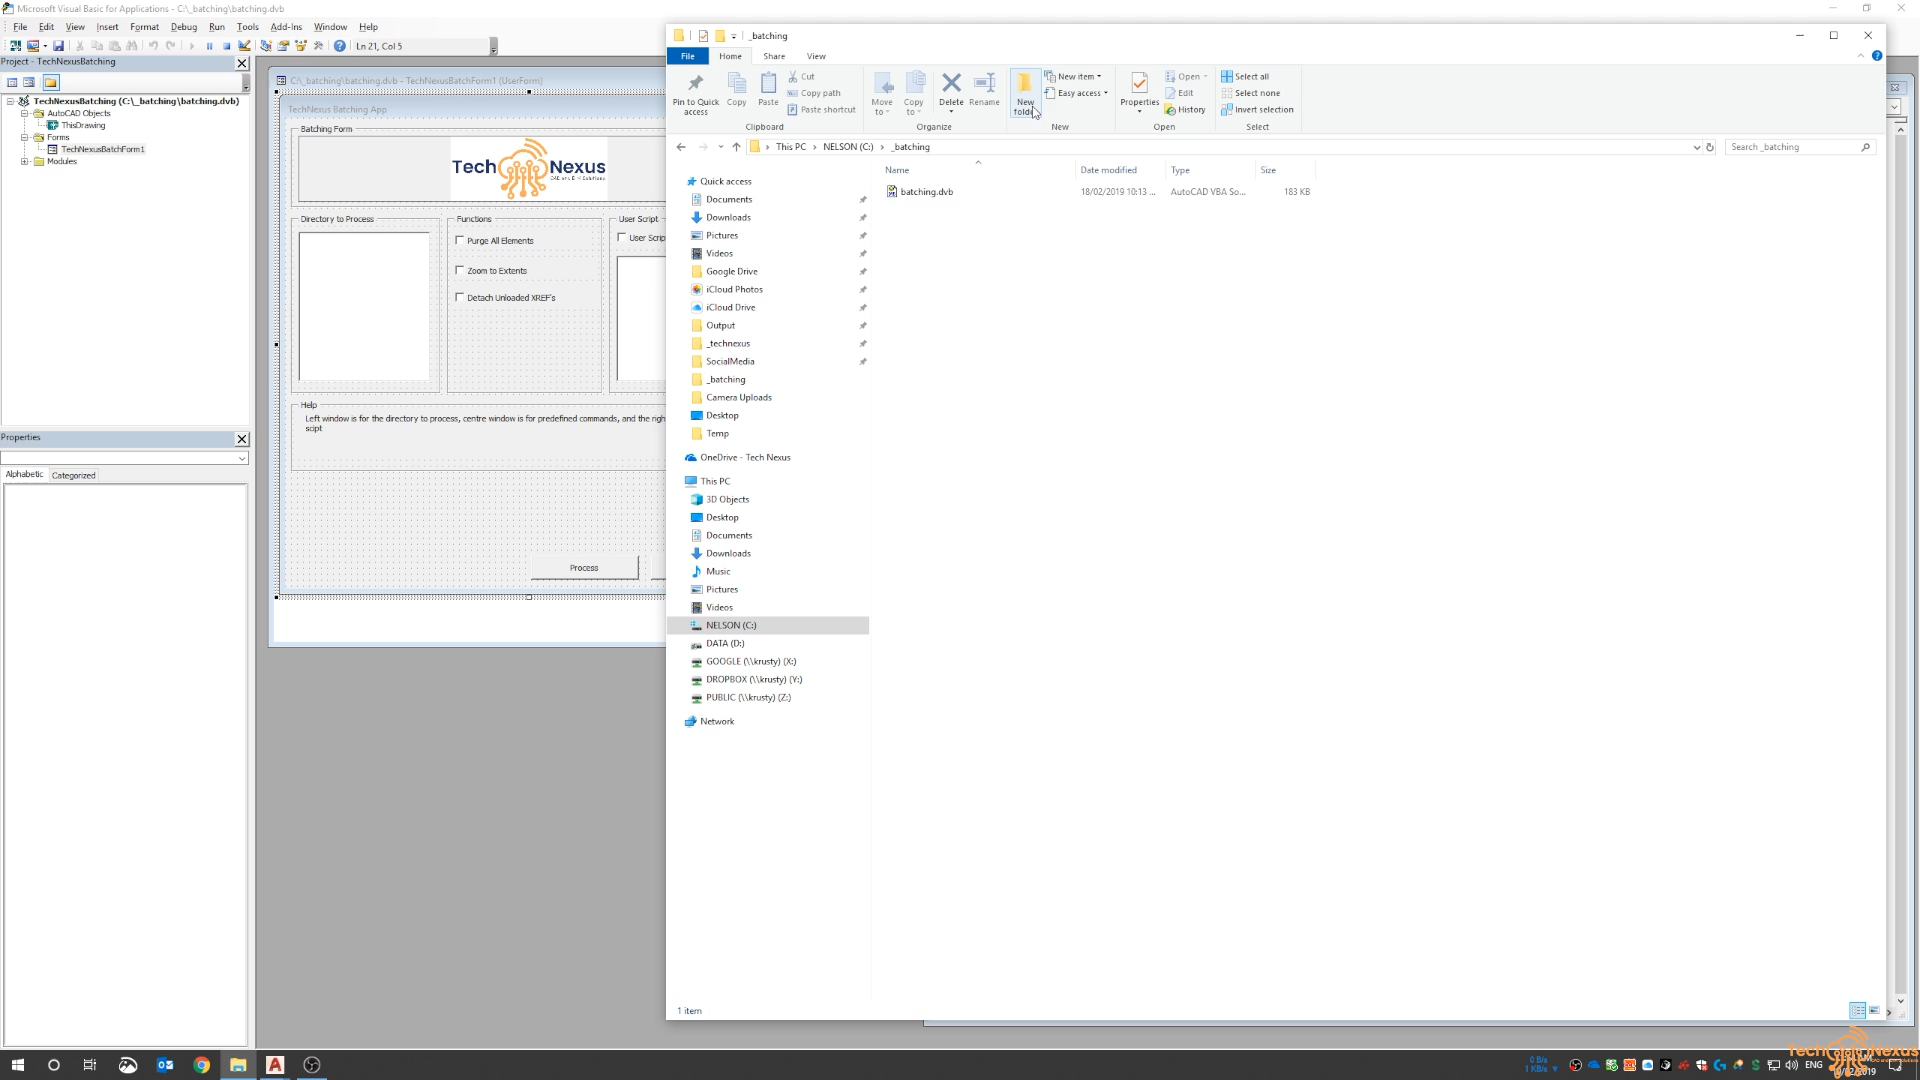 Microsoft Visual Basic for Applications - C:\_batching\batching.dvb
File Edit View Insert Format Debug Run Tools Add-Ins Window Help
Ln 21, Col 5
Project - TechNexusBatching
TechNexusBatching (C:\_batching\batching.dvb)
AutoCAD Objects
ThisDrawing
Forms
TechNexusBatchForm1
Modules
Properties
Alphabetic Categorized
C:\_batching\batching.dvb - TechNexusBatchForm1 (UserForm)
TechNexus Batching App
Batching Form
Tech Nexus
Directory to Process
Functions
Purge All Elements
Zoom to Extents
Detach Unloaded XREF's
User Script
User Scrip
Help
Left window is for the directory to process, centre window is for predefined commands, and the righ
scipt
Process
_batching
File Home Share View
Pin to Quick access
Copy
Paste
Cut
Copy path
Paste shortcut
Clipboard
Move to
Copy to
Delete
Rename
Organize
New folder
New item
Easy access
New
Properties
Open
Edit
History
Open
Select all
Select none
Invert selection
Select
This PC NELSON (C:) _batching
Search _batching
Name Date modified Type Size
batching.dvb 18/02/2019 10:13 ... AutoCAD VBA So... 183 KB
Quick access
Documents
Downloads
Pictures
Videos
Google Drive
iCloud Photos
iCloud Drive
Output
_technexus
SocialMedia
_batching
Camera Uploads
Desktop
Temp
OneDrive - Tech Nexus
This PC
3D Objects
Desktop
Documents
Downloads
Music
Pictures
Videos
NELSON (C:)
DATA (D:)
GOOGLE (\\krusty) (X:)
DROPBOX (\\krusty) (Y:)
PUBLIC (\\krusty) (Z:)
Network
1 item
0 B/s
1 KB/s
ENG
Tech Nexus